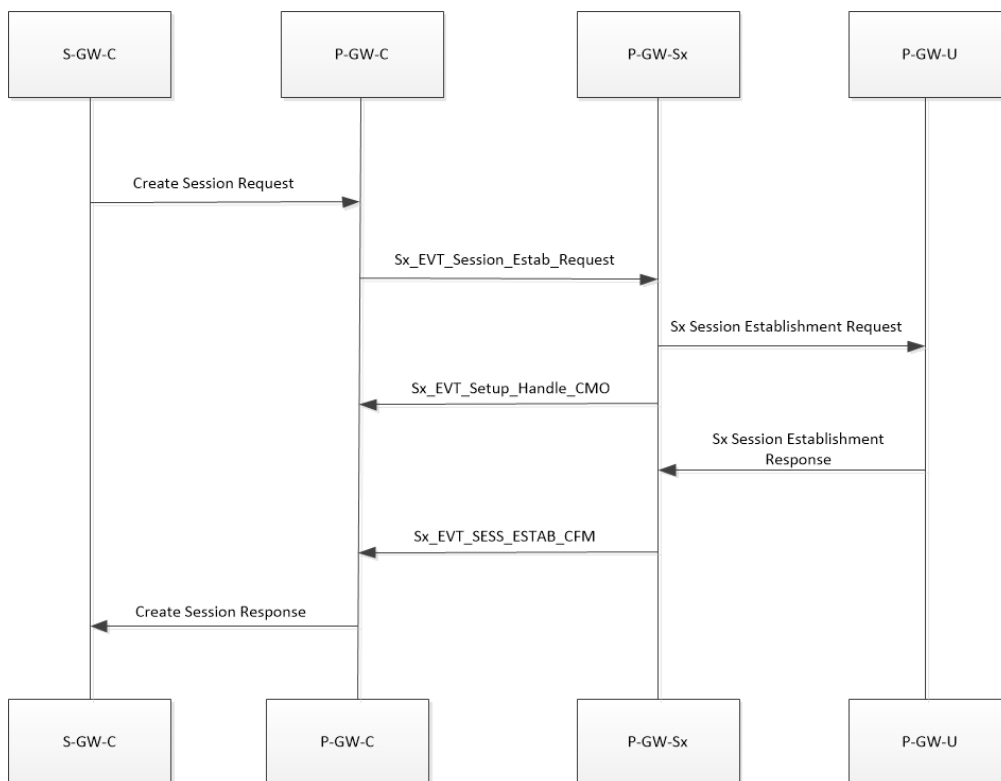 S-GW-C
P-GW-C
P-GW-Sx
P-GW-U
Create Session Request
Sx_EVT_Session_Estab_Request
Sx Session Establishment Request
Sx_EVT_Setup_Handle_CMO
Sx Session Establishment
Response
Sx_EVT_SESS_ESTAB_CFM
Create Session Response
S-GW-C
P-GW-C
P-GW-Sx
P-GW-U